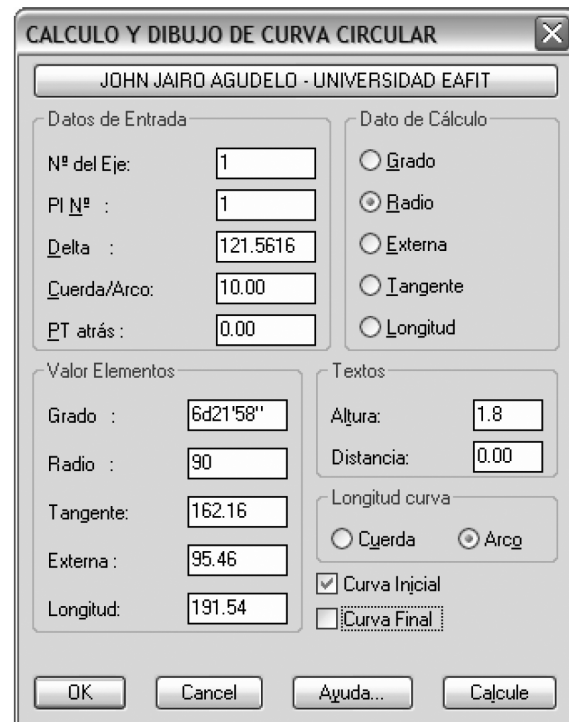 CALCULO Y DIBUJO DE CURVA CIRCULAR
JOHN JAIRO AGUDELO - UNIVERSIDAD EAFIT
Datos de Entrada
Nº del Eje: 1
PI Nº : 1
Delta : 121.5616
Cuerda/Arco: 10.00
PT atrás : 0.00
Dato de Cálculo
Grado
Radio
Externa
Tangente
Longitud
Valor Elementos
Grado : 6d21'58''
Radio : 90
Tangente: 162.16
Externa : 95.46
Longitud: 191.54
Textos
Altura: 1.8
Distancia: 0.00
Longitud curva
Cuerda Arco
Curva Inicial
Curva Final
OK Cancel Ayuda... Calcule